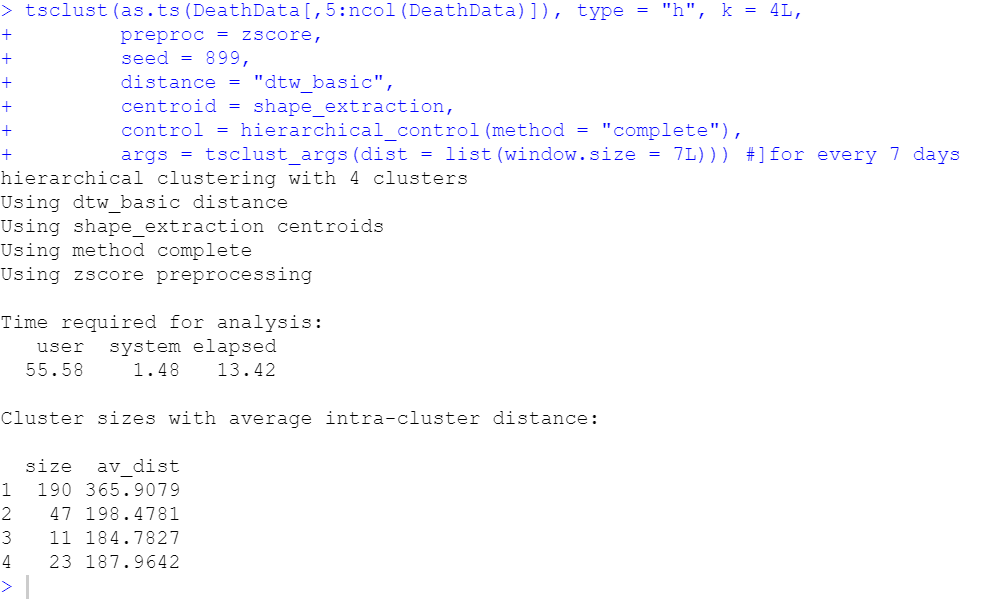 > tsclust(as.ts(DeathData[,5:ncol(DeathData)]), type = "h", k = 4L,
+         preproc = zscore,
+         seed = 899,
+         distance = "dtw_basic",
+         centroid = shape_extraction,
+         control = hierarchical_control(method = "complete"),
+         args = tsclust_args(dist = list(window.size = 7L))) #]for every 7 days
hierarchical clustering with 4 clusters
Using dtw_basic distance
Using shape_extraction centroids
Using method complete
Using zscore preprocessing

Time required for analysis:
   user  system elapsed
  55.58    1.48   13.42

Cluster sizes with average intra-cluster distance:

  size  av_dist
1  190 365.9079
2   47 198.4781
3   11 184.7827
4   23 187.9642
>